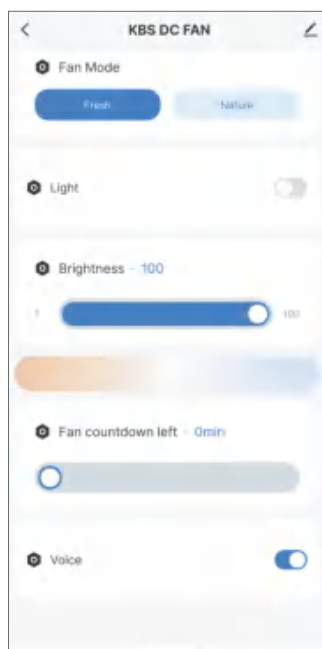 KBS DC FAN
Fan Mode
Fresh
Nature
Light
Brightness - 100
1
100
Fan countdown left - 0min
Voice